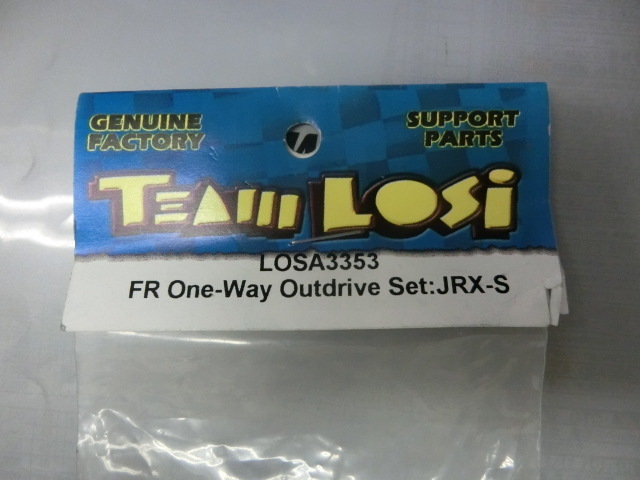 GENUINE
FACTORY
SUPPORT
PARTS
TEAM LOSi
LOSA3353
FR One-Way Outdrive Set:JRX-S